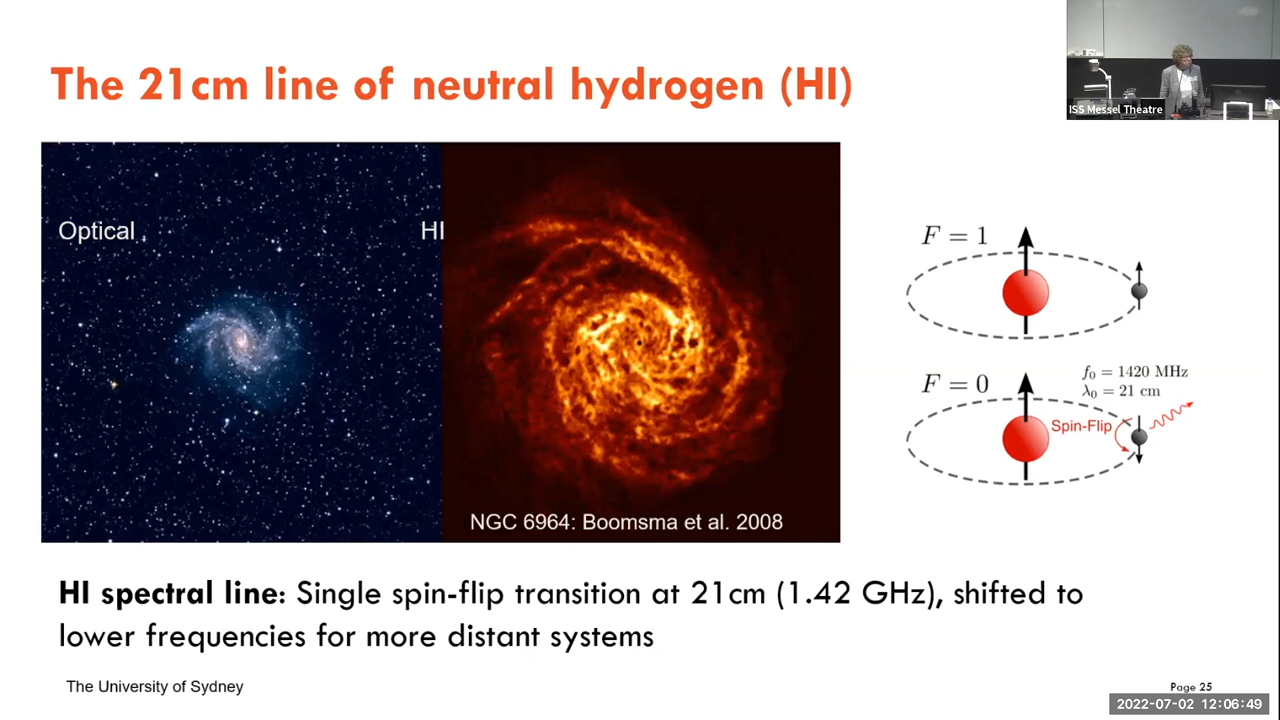 The 21cm line of neutral hydrogen (HI)
ISS Messel Theatre
Optical
HI
NGC 6964: Boomsma et al. 2008
F = 1
F = 0
f₀ = 1420 MHz
λ₀ = 21 cm
Spin-Flip
HI spectral line: Single spin-flip transition at 21cm (1.42 GHz), shifted to
lower frequencies for more distant systems
The University of Sydney
Page 25
2022-07-02 12:06:49